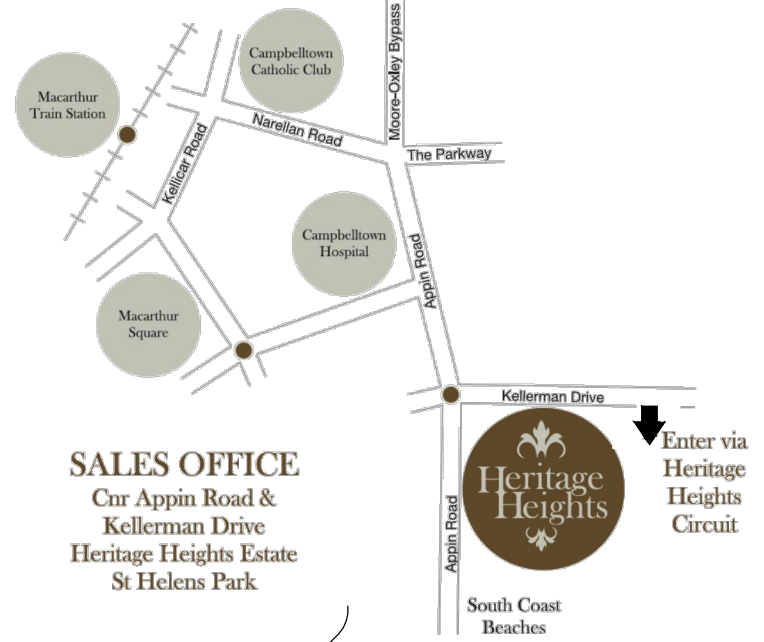 Moore-Oxley Bypass
Campbelltown
Catholic Club
Macarthur
Train Station
Narellan Road
The Parkway
Kellicar Road
Campbelltown
Hospital
Appin Road
Macarthur
Square
Kellerman Drive
Enter via
Heritage
Heights
Circuit
Heritage
Heights
SALES OFFICE
Cnr Appin Road &
Kellerman Drive
Heritage Heights Estate
St Helens Park
Appin Road
South Coast
Beaches